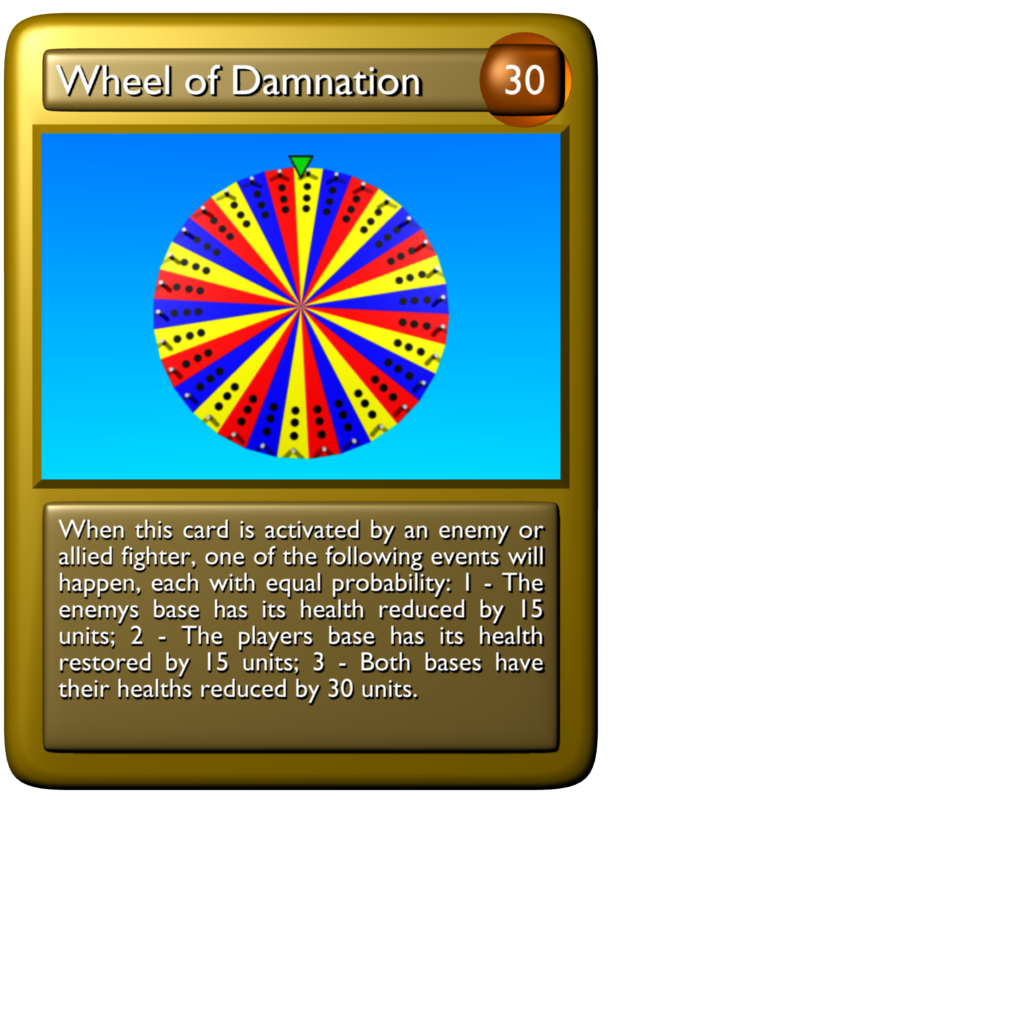 Wheel of Damnation
30
When this card is activated by an enemy or
allied fighter, one of the following events will
happen, each with equal probability: 1 - The
enemys base has its health reduced by 15
units; 2 - The players base has its health
restored by 15 units; 3 - Both bases have
their healths reduced by 30 units.